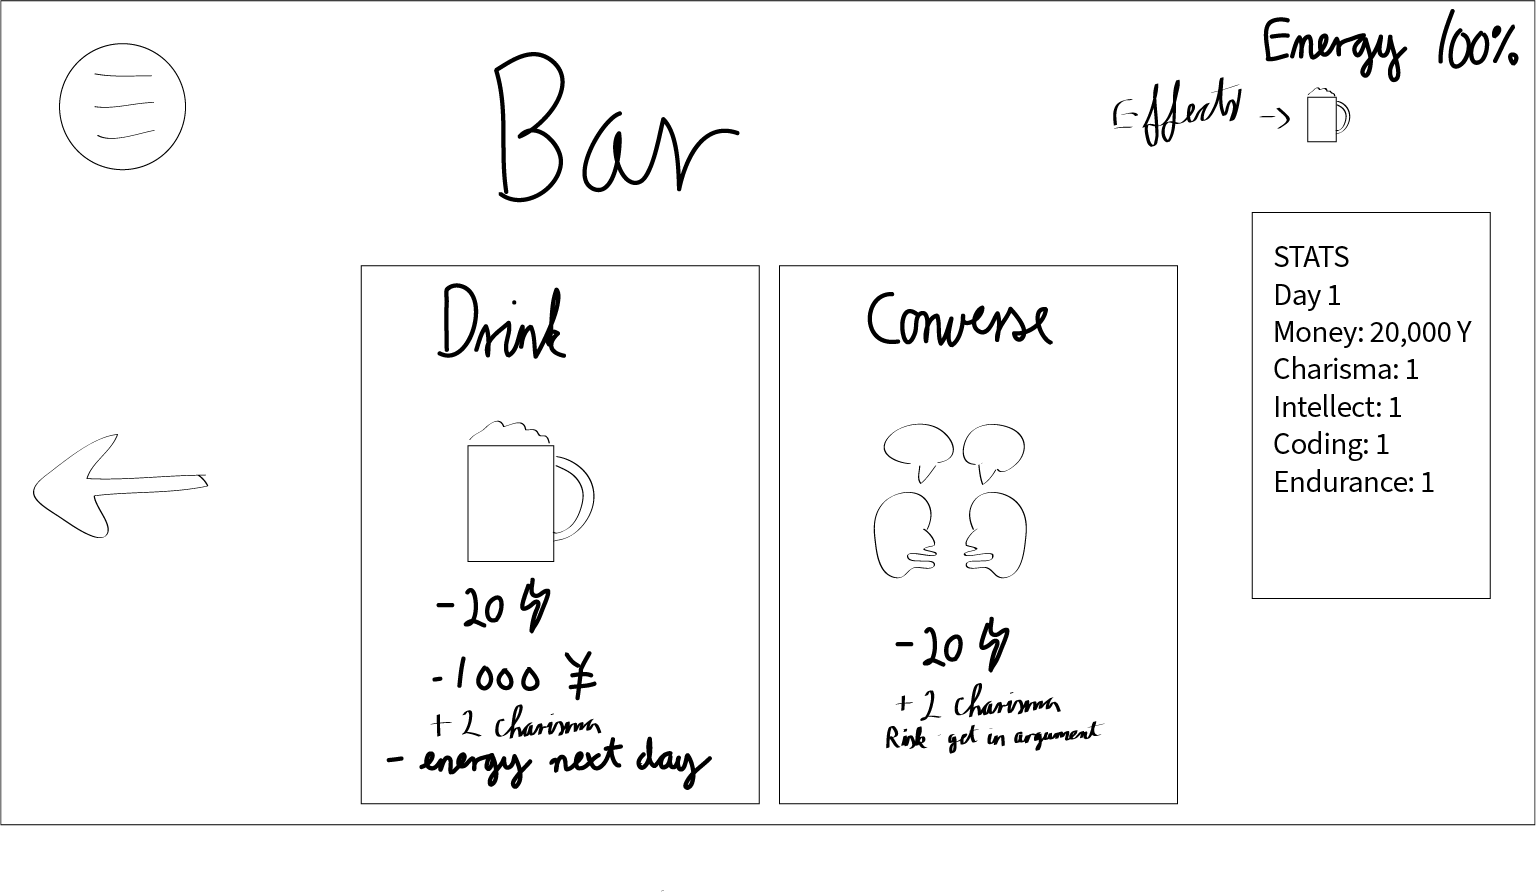 Energy 100%
Effects ->
Bar
STATS
Day 1
Money: 20,000 Y
Charisma: 1
Intellect: 1
Coding: 1
Endurance: 1
Drink
-20
-1000 ¥
+2 charisma
- energy next day
Converse
-20
+2 charisma
Risk get in argument